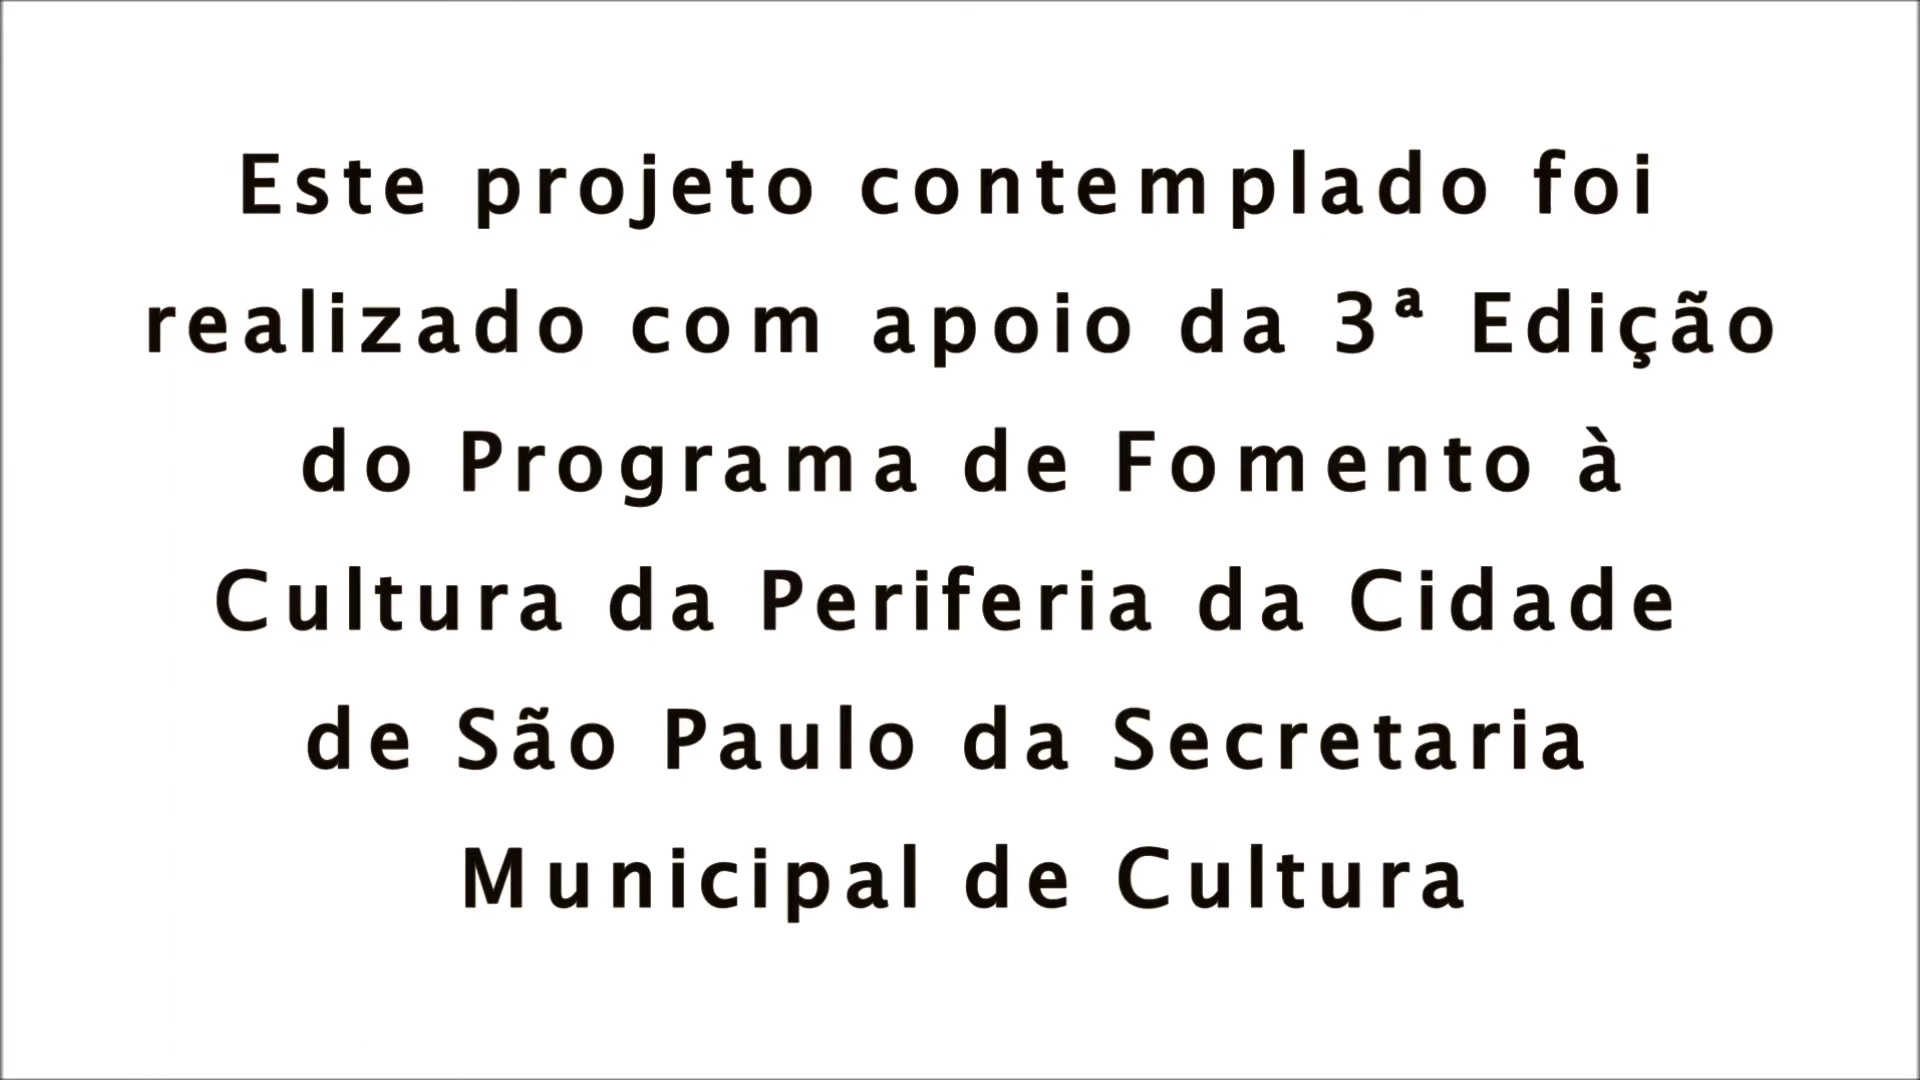 Este projeto contemplado foi
realizado com apoio da 3ª Edição
do Programa de Fomento à
Cultura da Periferia da Cidade
de São Paulo da Secretaria
Municipal de Cultura